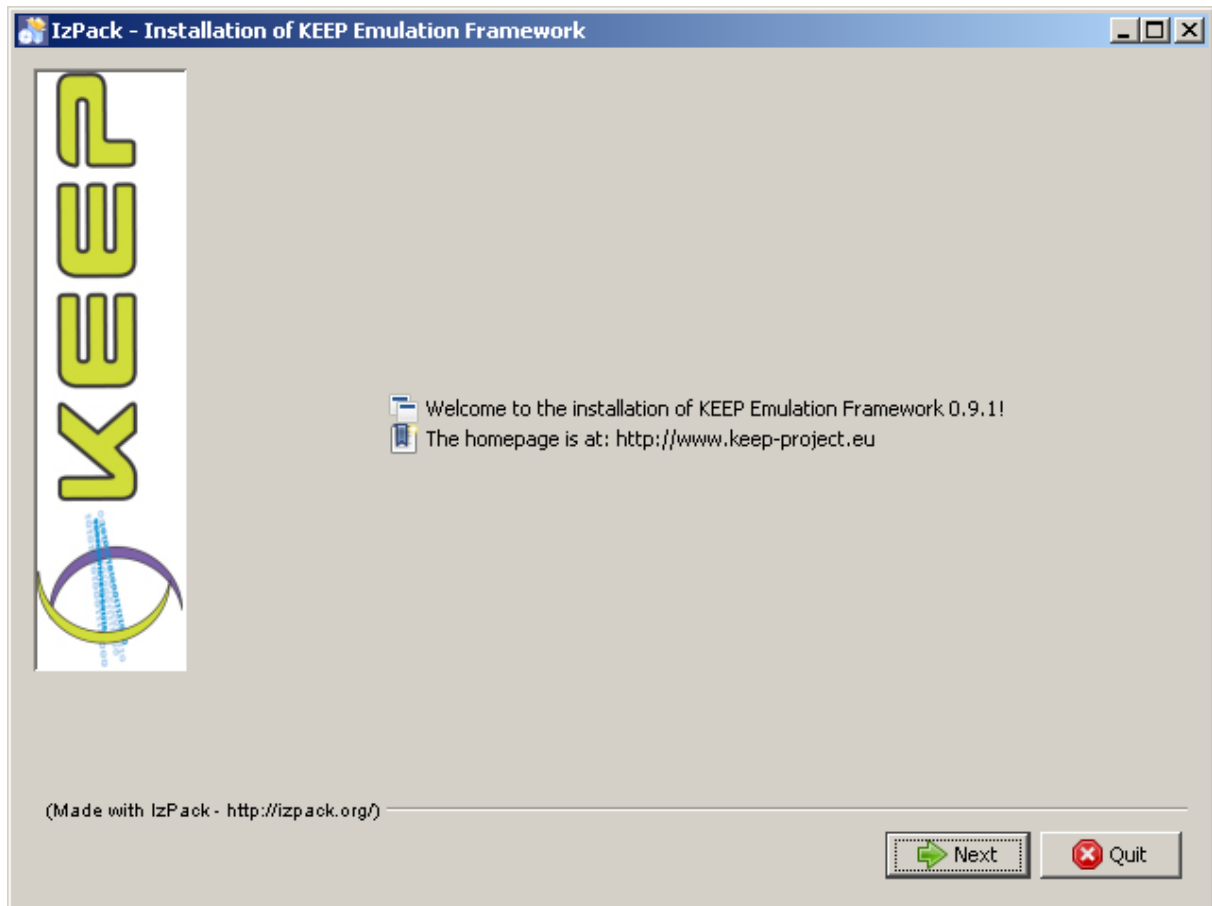 IzPack - Installation of KEEP Emulation Framework
KEEP
Welcome to the installation of KEEP Emulation Framework 0.9.1!
The homepage is at: http://www.keep-project.eu
(Made with IzPack - http://izpack.org/)
Next
Quit